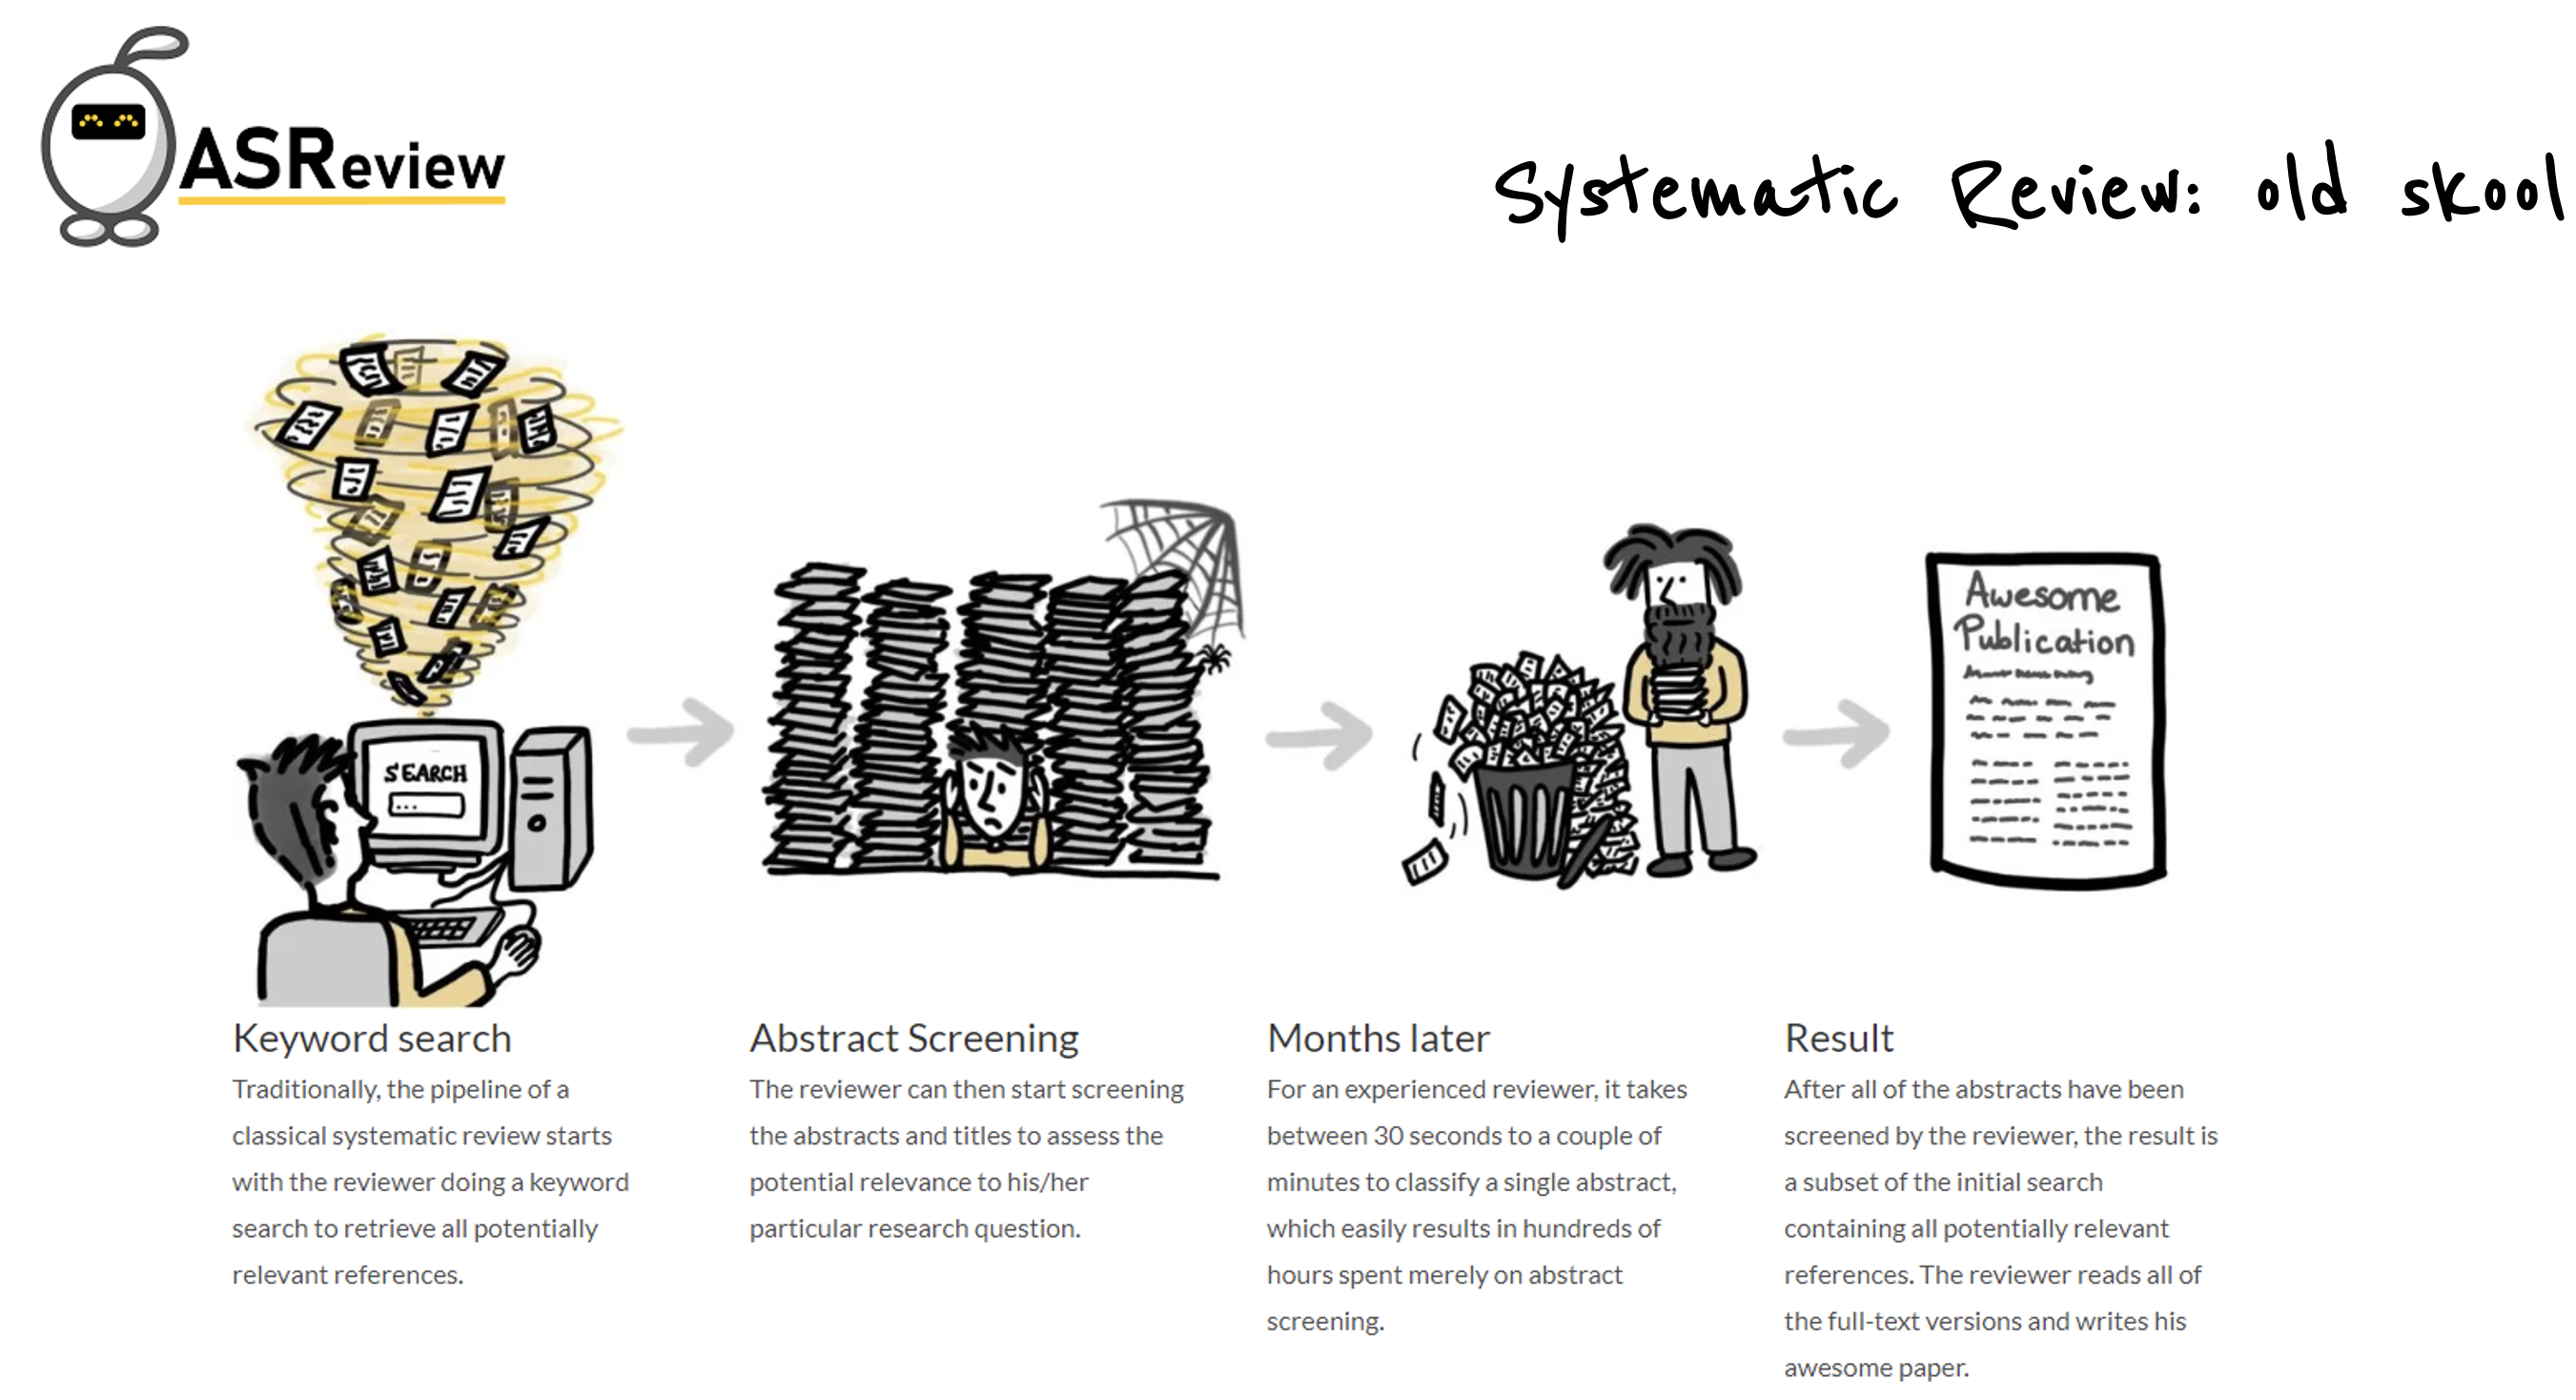 ASReview
Systematic Review: old skool
SEARCH
...
Awesome
Publication
Keyword search
Traditionally, the pipeline of a
classical systematic review starts
with the reviewer doing a keyword
search to retrieve all potentially
relevant references.
Abstract Screening
The reviewer can then start screening
the abstracts and titles to assess the
potential relevance to his/her
particular research question.
Months later
For an experienced reviewer, it takes
between 30 seconds to a couple of
minutes to classify a single abstract,
which easily results in hundreds of
hours spent merely on abstract
screening.
Result
After all of the abstracts have been
screened by the reviewer, the result is
a subset of the initial search
containing all potentially relevant
references. The reviewer reads all of
the full-text versions and writes his
awesome paper.